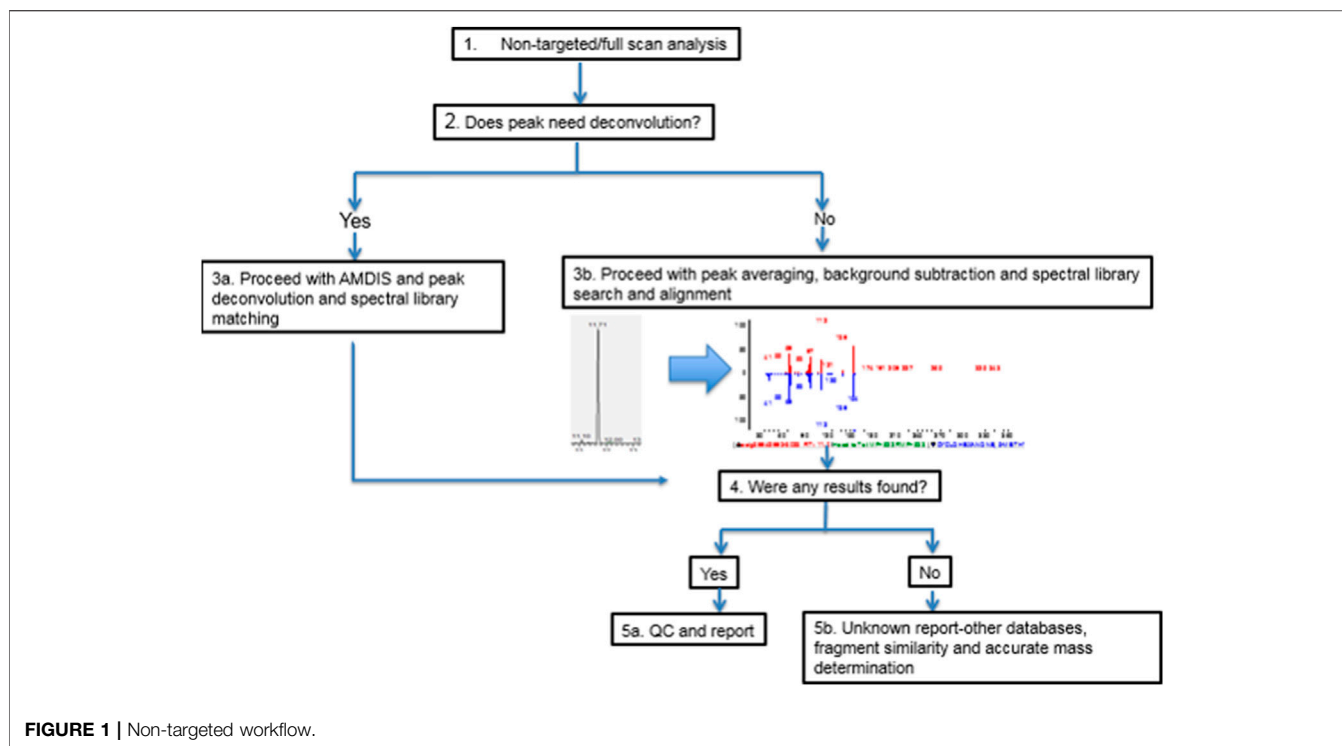 1. Non-targeted/full scan analysis
2. Does peak need deconvolution?
Yes
No
3a. Proceed with AMDIS and peak
deconvolution and spectral library
matching
3b. Proceed with peak averaging, background subtraction and spectral library
search and alignment
11.71
4. Were any results found?
Yes
No
5a. QC and report
5b. Unknown report-other databases,
fragment similarity and accurate mass
determination
FIGURE 1 | Non-targeted workflow.